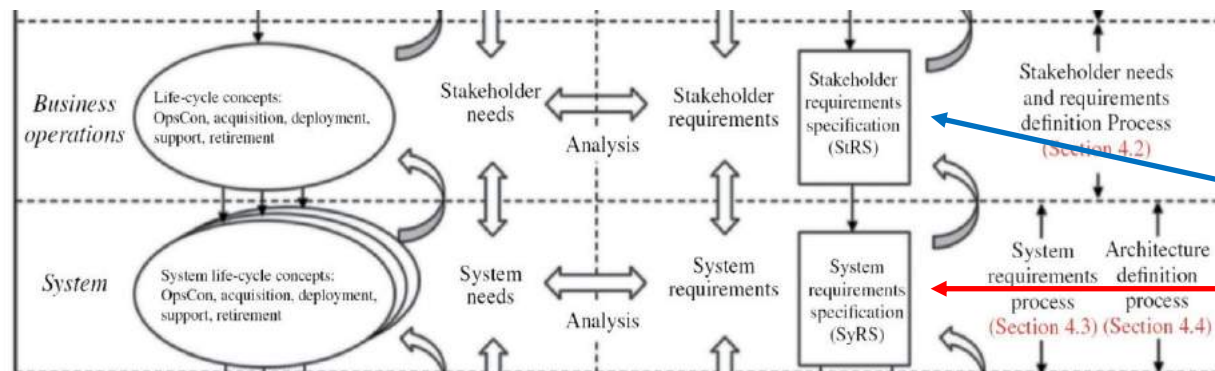 Business
operations
Life-cycle concepts:
OpsCon, acquisition, deployment,
support, retirement
Stakeholder
needs
Analysis
Stakeholder
requirements
Stakeholder
requirements
specification
(StRS)
Stakeholder needs
and requirements
definition Process
(Section 4.2)
System
System life-cycle concepts:
OpsCon, acquisition, deployment,
support, retirement
System
needs
Analysis
System
requirements
System
requirements
specification
(SyRS)
System
requirements
process
(Section 4.3)
Architecture
definition
process
(Section 4.4)